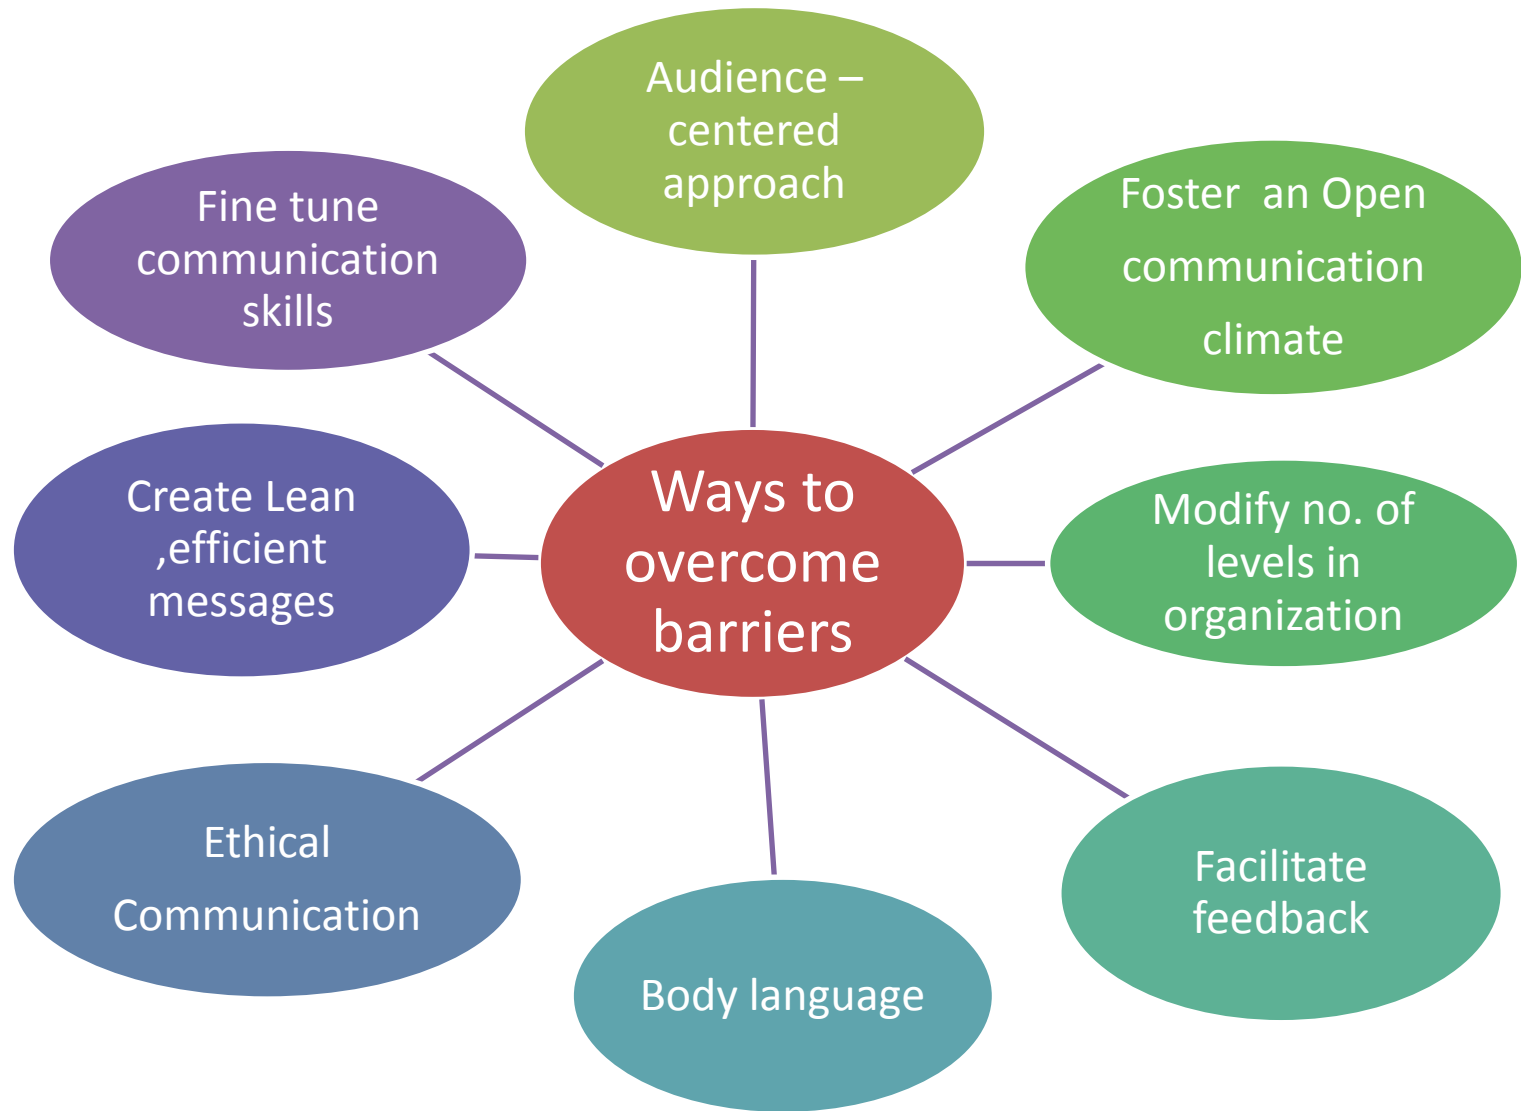 Audience –
centered
approach
Foster  an Open
communication
climate
Modify no. of
levels in
organization
Facilitate
feedback
Body language
Ethical
Communication
Create Lean
,efficient
messages
Fine tune
communication
skills
Ways to
overcome
barriers